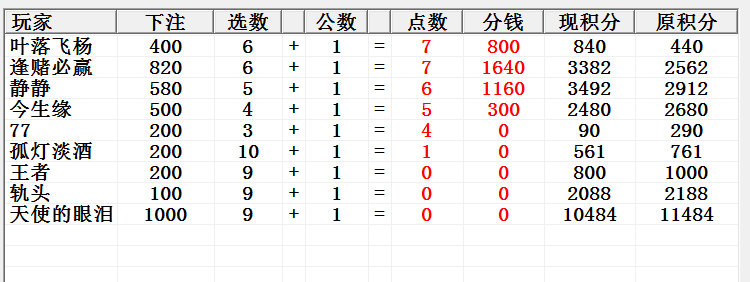 玩家 下注 选数 + 公数 = 点数 分钱 现积分 原积分
叶落飞杨 400 6 + 1 = 7 800 840 440
逢赌必赢 820 6 + 1 = 7 1640 3382 2562
静静 580 5 + 1 = 6 1160 3492 2912
今生缘 500 4 + 1 = 5 300 2480 2680
77 200 3 + 1 = 4 0 90 290
孤灯淡酒 200 10 + 1 = 1 0 561 761
王者 200 9 + 1 = 0 0 800 1000
轨头 100 9 + 1 = 0 0 2088 2188
天使的眼泪 1000 9 + 1 = 0 0 10484 11484